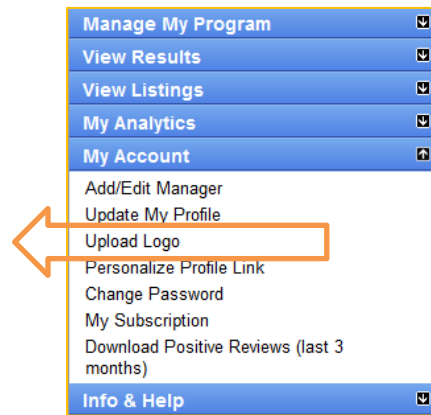 Manage My Program
View Results
View Listings
My Analytics
My Account
Add/Edit Manager
Update My Profile
Upload Logo
Personalize Profile Link
Change Password
My Subscription
Download Positive Reviews (last 3
months)
Info & Help